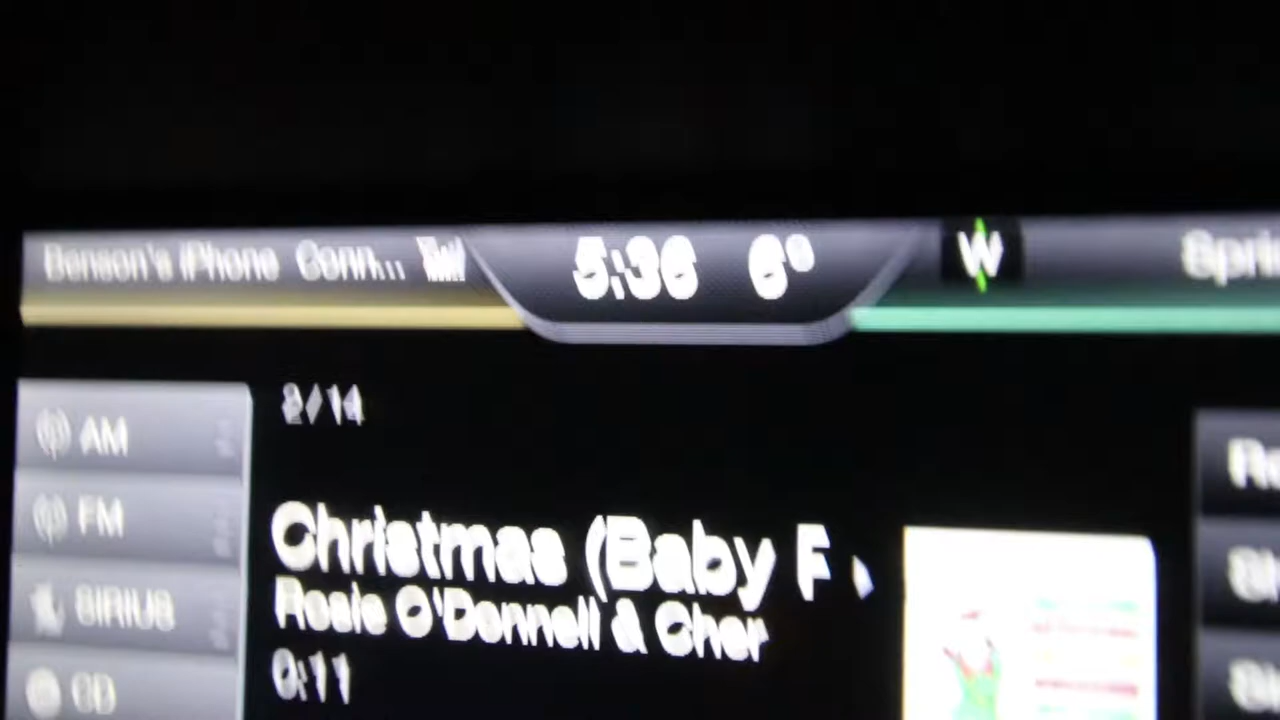 Benson's iPhone Conn...
5:36 6°
W
Spri
AM
FM
SIRIUS
CD
2/14
Christmas (Baby P
Rosie O'Donnell & Cher
0:11